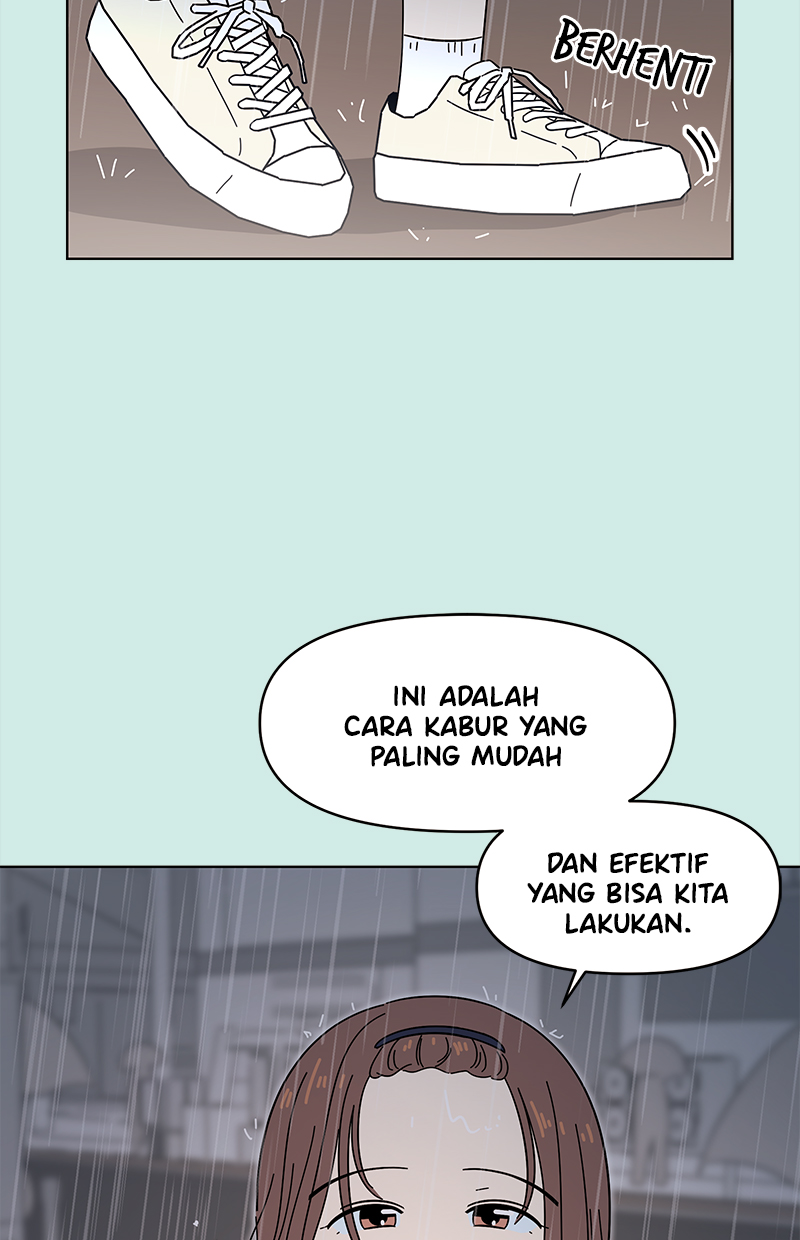 BERHENTI
INI ADALAH
CARA KABUR YANG
PALING MUDAH
DAN EFEKTIF
YANG BISA KITA
LAKUKAN.